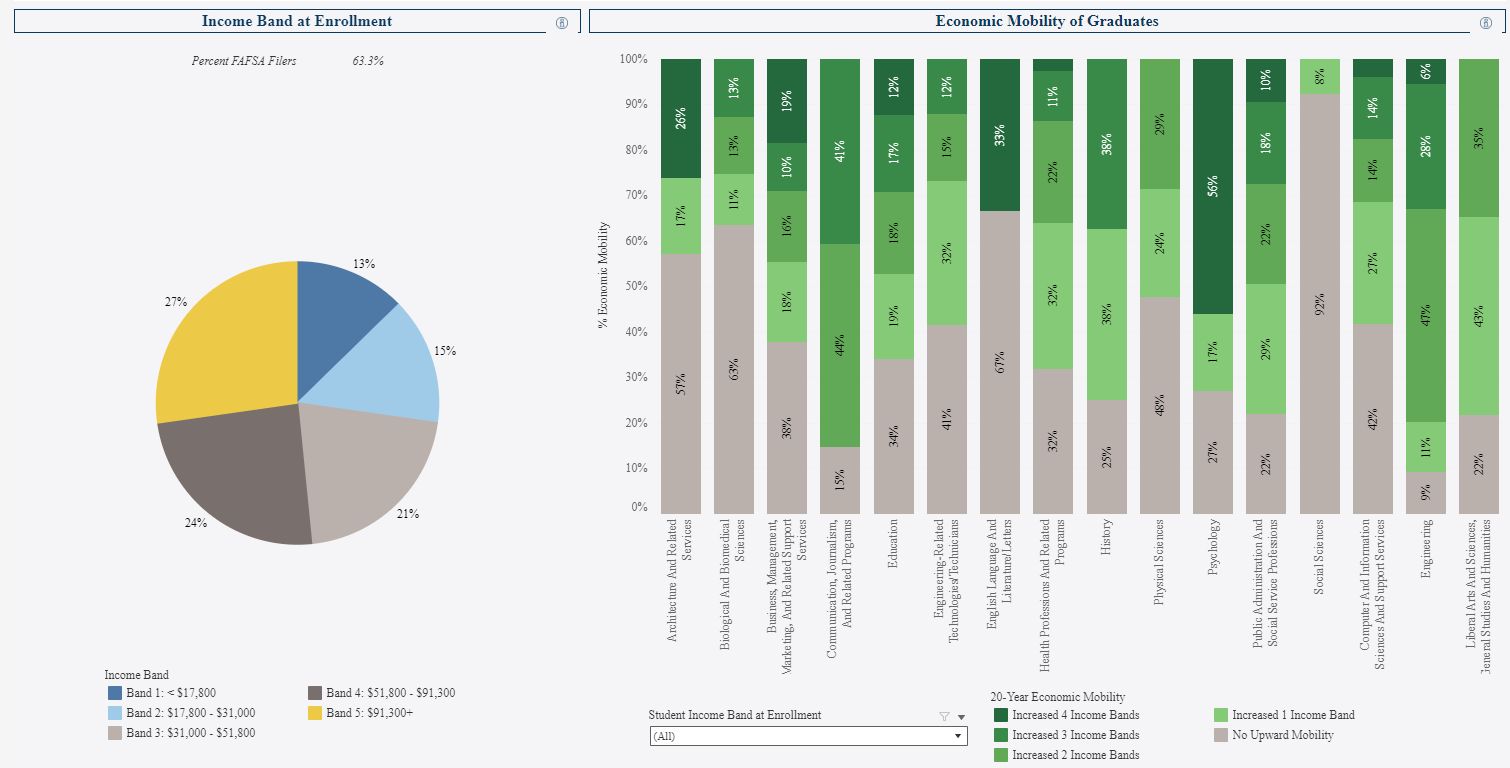 Income Band at Enrollment
Percent FAFSA Filers 63.3%
13%
15%
21%
24%
27%
Income Band
Band 1: < $17,800
Band 2: $17,800 - $31,000
Band 3: $31,000 - $51,800
Band 4: $51,800 - $91,300
Band 5: $91,300+
Economic Mobility of Graduates
% Economic Mobility
100%
90%
80%
70%
60%
50%
40%
30%
20%
10%
0%
26%
17%
57%
13%
13%
11%
63%
19%
10%
16%
18%
38%
41%
44%
15%
12%
17%
18%
19%
34%
12%
15%
32%
41%
33%
67%
11%
22%
32%
32%
38%
38%
25%
29%
24%
48%
56%
17%
27%
10%
18%
22%
29%
22%
8%
92%
14%
14%
27%
42%
6%
28%
47%
11%
9%
35%
43%
22%
Architecture And Related
Services
Biological And Biomedical
Sciences
Business, Management,
Marketing, And Related Support
Services
Communication, Journalism,
And Related Programs
Education
Engineering-Related
Technologies/Technicians
English Language And
Literature/Letters
Health Professions And Related
Programs
History
Physical Sciences
Psychology
Public Administration And
Social Service Professions
Social Sciences
Computer And Information
Sciences And Support Services
Engineering
Liberal Arts And Sciences,
General Studies And Humanities
Student Income Band at Enrollment
(All)
20-Year Economic Mobility
Increased 4 Income Bands
Increased 3 Income Bands
Increased 2 Income Bands
Increased 1 Income Band
No Upward Mobility